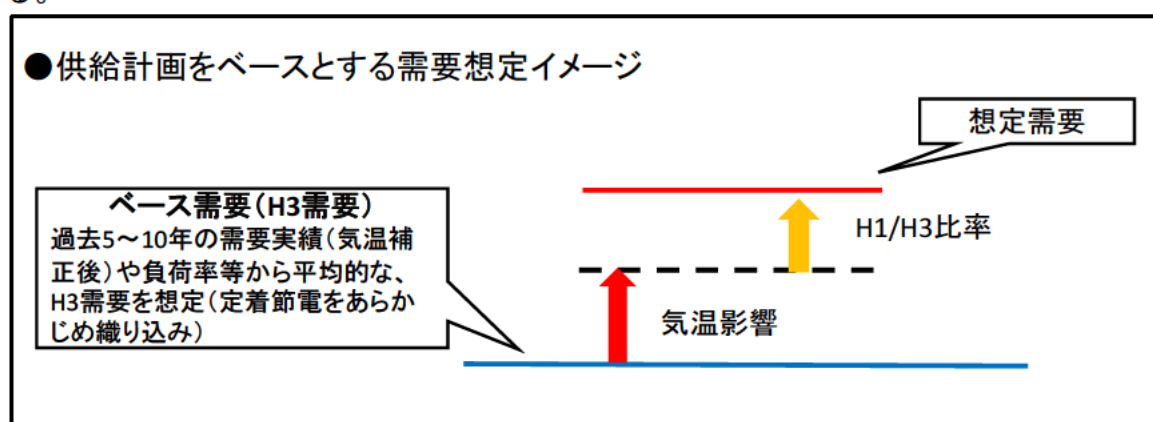 る。
●供給計画をベースとする需要想定イメージ
想定需要
ベース需要(H3需要)
過去5～10年の需要実績(気温補
正後)や負荷率等から平均的な、
H3需要を想定(定着節電をあらか
じめ織り込み)
H1/H3比率
気温影響